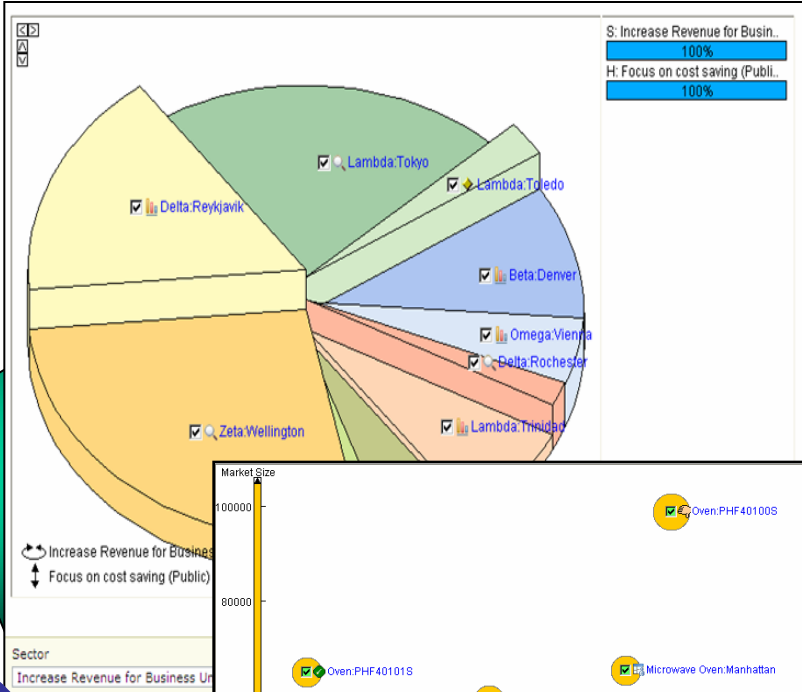 S: Increase Revenue for Busin..
100%
H: Focus on cost saving (Publi..
100%
Lambda:Tokyo
Lambda:Toledo
Delta:Reykjavik
Beta:Denver
Omega:Vienna
Delta:Rochester
Lambda:Trinidad
Zeta:Wellington
Increase Revenue for Business
Focus on cost saving (Public)
Sector
Increase Revenue for Business Un
Market Size
100000
Oven:PHF40100S
80000
Oven:PHF40101S
Microwave Oven:Manhattan